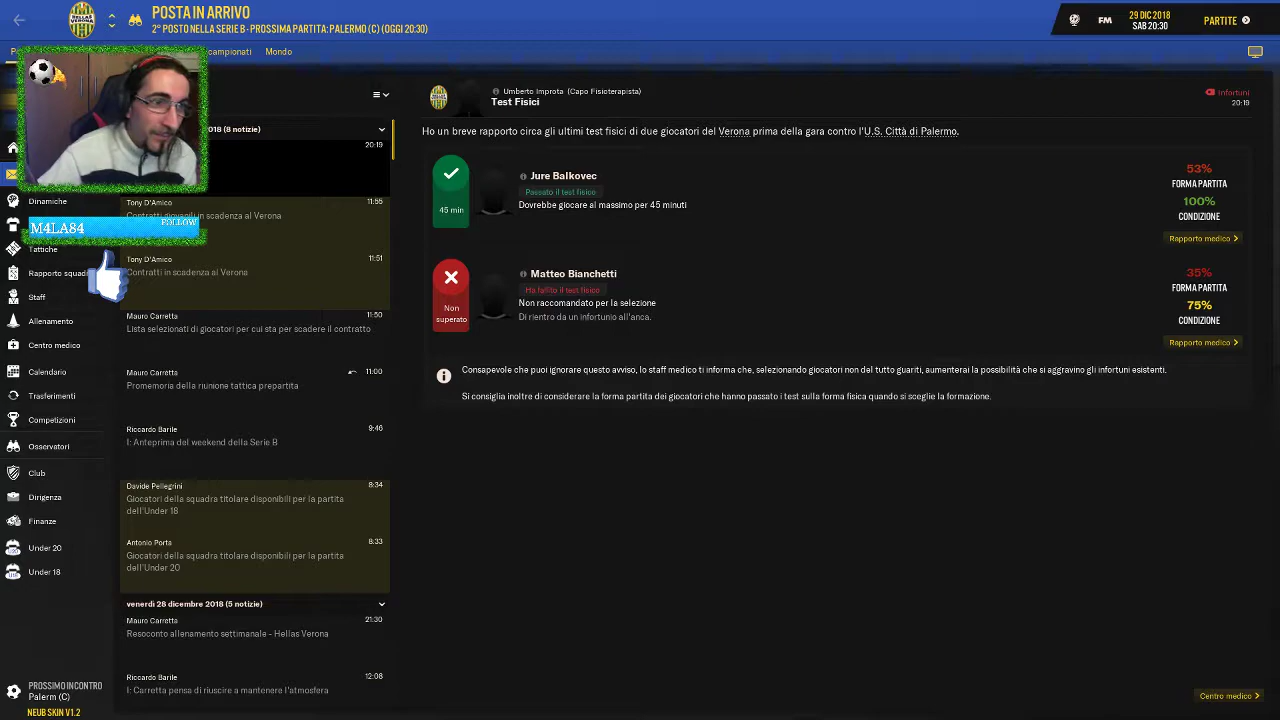 POSTA IN ARRIVO
2° POSTO NELLA SERIE B - PROSSIMA PARTITA: PALERMO (C) (OGGI 20:30)
FM
29 DIC 2018
SAB 20:30
PARTITE
campionati
Mondo
2018 (8 notizie)
20:19
Tony D'Amico 11:55
Contratti giovanili in scadenza al Verona
Tony D'Amico 11:51
Contratti in scadenza al Verona
Mauro Carretta 11:50
Lista selezionati di giocatori per cui sta per scadere il contratto
Mauro Carretta 11:00
Promemoria della riunione tattica prepartita
Riccardo Barile 9:46
I: Anteprima del weekend della Serie B
Davide Pellegrini 8:34
Giocatori della squadra titolare disponibili per la partita
dell'Under 18
Antonio Porta 8:33
Giocatori della squadra titolare disponibili per la partita
dell'Under 20
venerdì 28 dicembre 2018 (5 notizie)
Mauro Carretta 21:30
Resoconto allenamento settimanale - Hellas Verona
Riccardo Barile 12:08
I: Carretta pensa di riuscire a mantenere l'atmosfera
M4LA84
FOLLOW
Dinamiche
Tattiche
Rapporto squad
Staff
Allenamento
Centro medico
Calendario
Trasferimenti
Competizioni
Osservatori
Club
Dirigenza
Finanze
Under 20
Under 18
PROSSIMO INCONTRO
Palerm (C)
NEUB SKIN V1.2
Umberto Improta (Capo Fisioterapista)
Test Fisici
Infortuni
20:19
Ho un breve rapporto circa gli ultimi test fisici di due giocatori del Verona prima della gara contro l'U.S. Città di Palermo.
45 min
Jure Balkovec
Passato il test fisico
Dovrebbe giocare al massimo per 45 minuti
53%
FORMA PARTITA
100%
CONDIZIONE
Rapporto medico
Non
superato
Matteo Bianchetti
Ha fallito il test fisico
Non raccomandato per la selezione
Di rientro da un infortunio all'anca.
35%
FORMA PARTITA
75%
CONDIZIONE
Rapporto medico
Consapevole che puoi ignorare questo avviso, lo staff medico ti informa che, selezionando giocatori non del tutto guariti, aumenterai la possibilità che si aggravino gli infortuni esistenti.
Si consiglia inoltre di considerare la forma partita dei giocatori che hanno passato i test sulla forma fisica quando si sceglie la formazione.
Centro medico